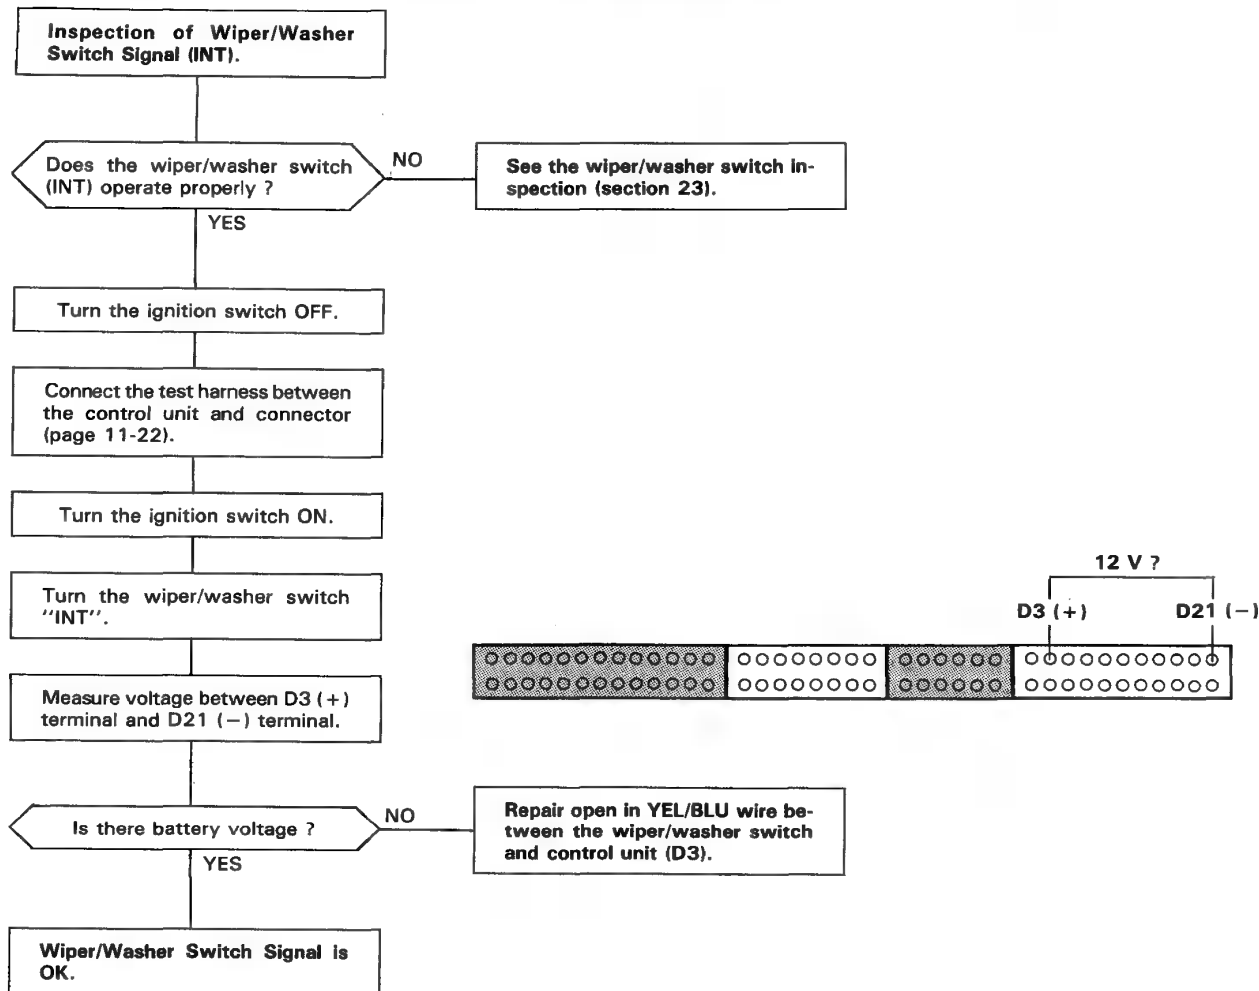 Inspection of Wiper/Washer
Switch Signal (INT).
Does the wiper/washer switch
(INT) operate properly ?
NO
See the wiper/washer switch in-
spection (section 23).
YES
Turn the ignition switch OFF.
Connect the test harness between
the control unit and connector
(page 11-22).
Turn the ignition switch ON.
Turn the wiper/washer switch
"INT".
Measure voltage between D3 (+)
terminal and D21 (−) terminal.
12 V ?
D3 (+)
D21 (−)
Is there battery voltage ?
NO
Repair open in YEL/BLU wire be-
tween the wiper/washer switch
and control unit (D3).
YES
Wiper/Washer Switch Signal is
OK.